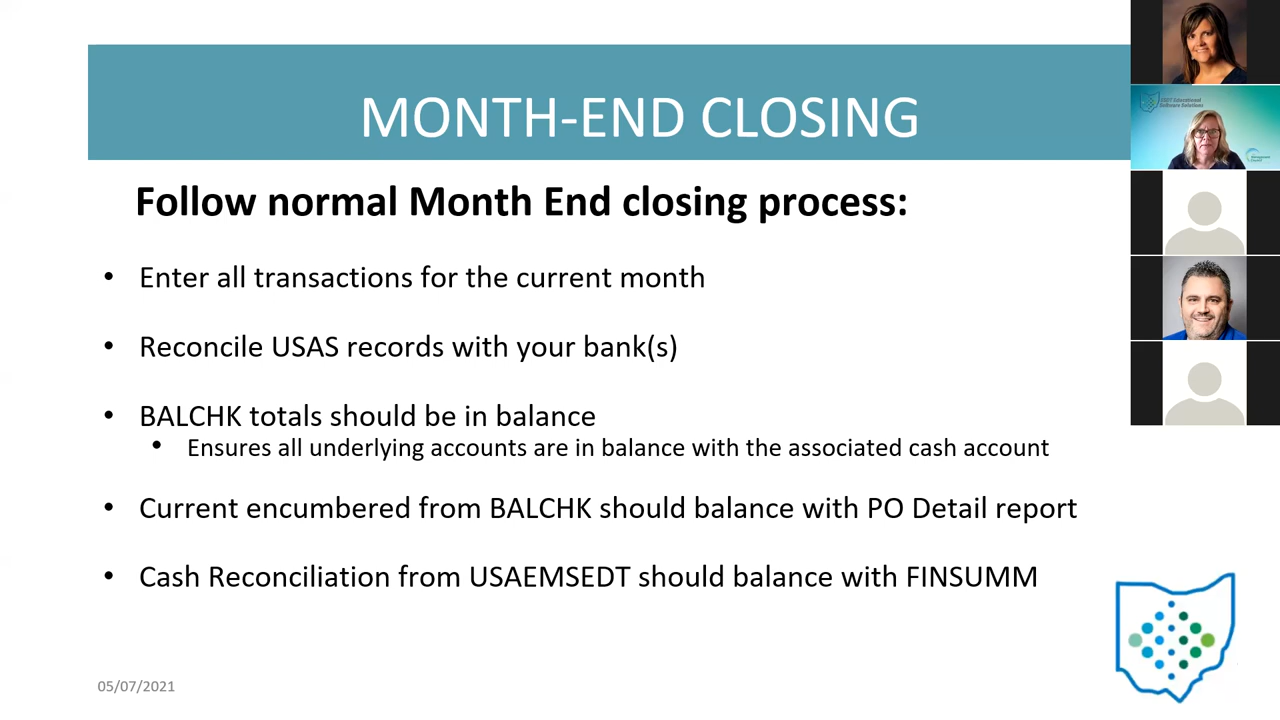 MONTH-END CLOSING
Follow normal Month End closing process:
• Enter all transactions for the current month
• Reconcile USAS records with your bank(s)
• BALCHK totals should be in balance
• Ensures all underlying accounts are in balance with the associated cash account
• Current encumbered from BALCHK should balance with PO Detail report
• Cash Reconciliation from USAEMSEDT should balance with FINSUMM
05/07/2021